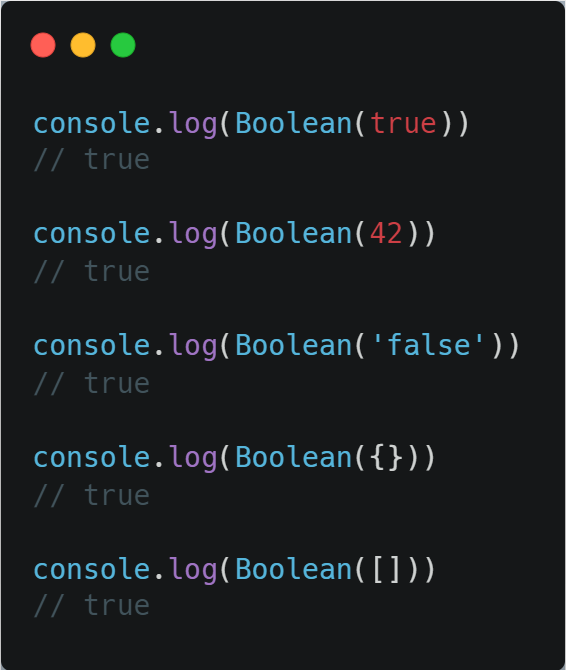 console.log(Boolean(true))
// true
console.log(Boolean(42))
// true
console.log(Boolean('false'))
// true
console.log(Boolean({}))
// true
console.log(Boolean([]))
// true